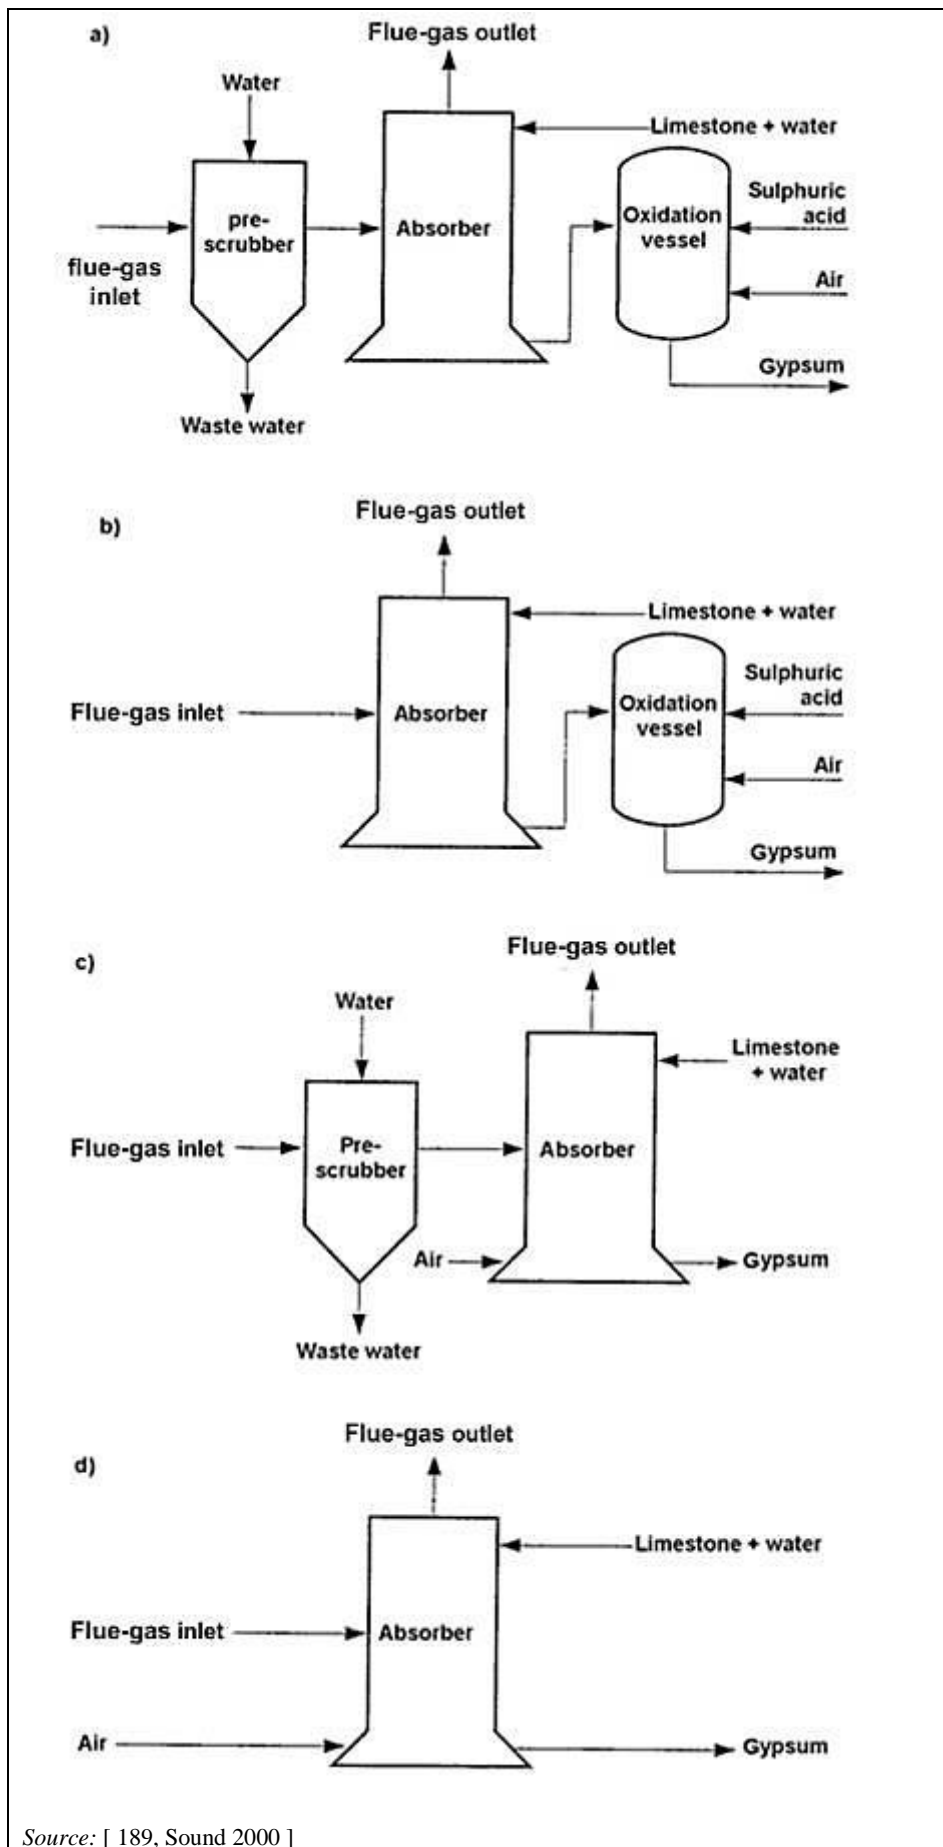 a)
Flue-gas outlet
Water
Limestone + water
pre-
scrubber
Absorber
Oxidation
vessel
Sulphuric
acid
flue-gas
inlet
Air
Gypsum
Waste water
b)
Flue-gas outlet
Limestone + water
Flue-gas inlet
Absorber
Oxidation
vessel
Sulphuric
acid
Air
Gypsum
c)
Flue-gas outlet
Water
Limestone
+ water
Flue-gas inlet
Pre-
scrubber
Absorber
Air
Gypsum
Waste water
d)
Flue-gas outlet
Limestone + water
Flue-gas inlet
Absorber
Air
Gypsum
Source: [ 189, Sound 2000 ]